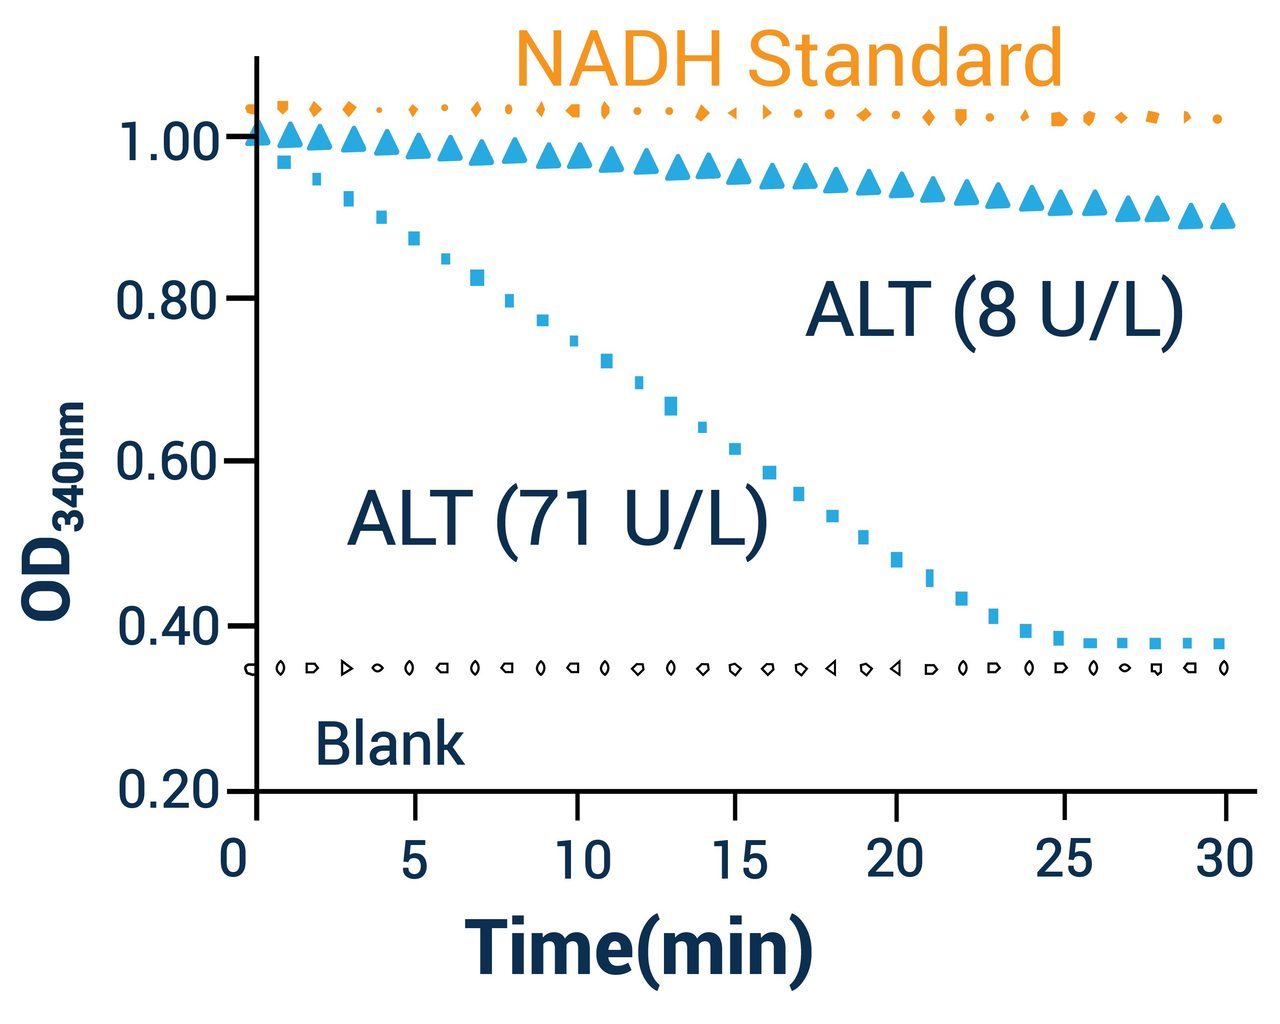 NADH Standard
1.00
0.80
ALT (8 U/L)
0.60
ALT (71 U/L)
OD340nm
0.40
Blank
0.20
0 5 10 15 20 25 30
Time(min)